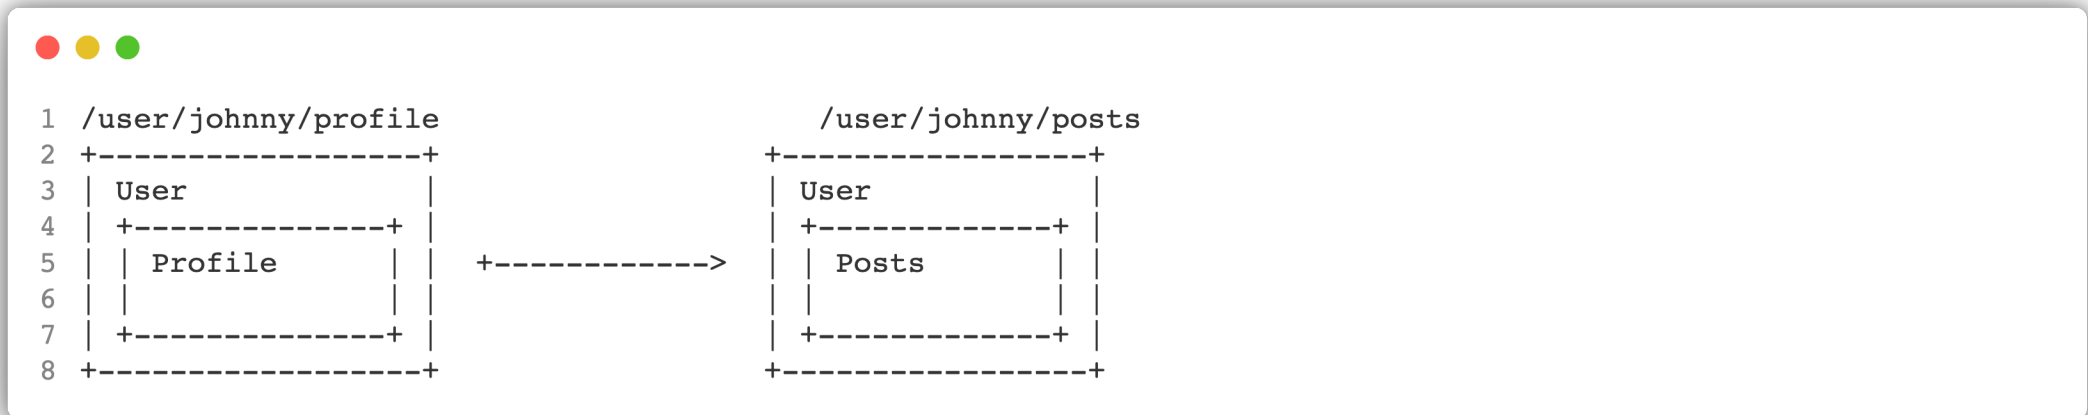 1 /user/johnny/profile                     /user/johnny/posts
2 +------------------+                  +-----------------+
3 | User             |                  | User            |
4 | +--------------+ |                  | +-------------+ |
5 | | Profile      | |  +------------>  | | Posts       | |
6 | |              | |                  | |             | |
7 | +--------------+ |                  | +-------------+ |
8 +------------------+                  +-----------------+